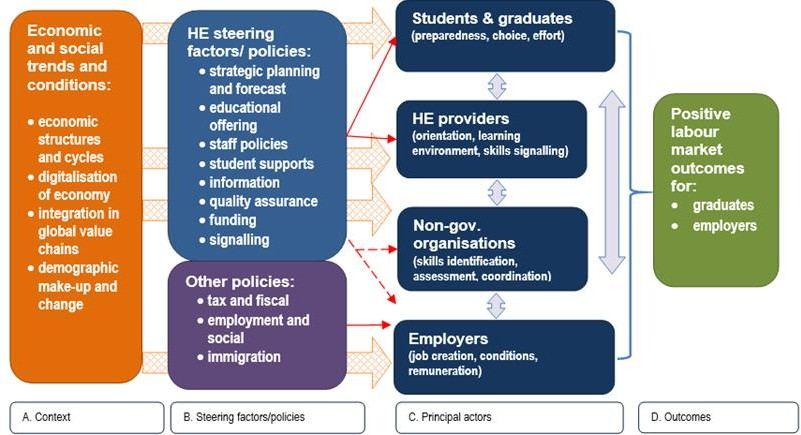 Economic
and social
trends and
conditions:
• economic
structures
and cycles
• digitalisation
of economy
• integration in
global value
chains
• demographic
make-up and
change
HE steering
factors/ policies:
• strategic planning
and forecast
• educational
offering
• staff policies
• student supports
• information
• quality assurance
• funding
• signalling
Other policies:
• tax and fiscal
• employment and
social
• immigration
Students & graduates
(preparedness, choice, effort)
HE providers
(orientation, learning
environment, skills signalling)
Non-gov.
organisations
(skills identification,
assessment, coordination)
Employers
(job creation, conditions,
remuneration)
Positive
labour
market
outcomes
for:
• graduates
• employers
A. Context
B. Steering factors/policies
C. Principal actors
D. Outcomes